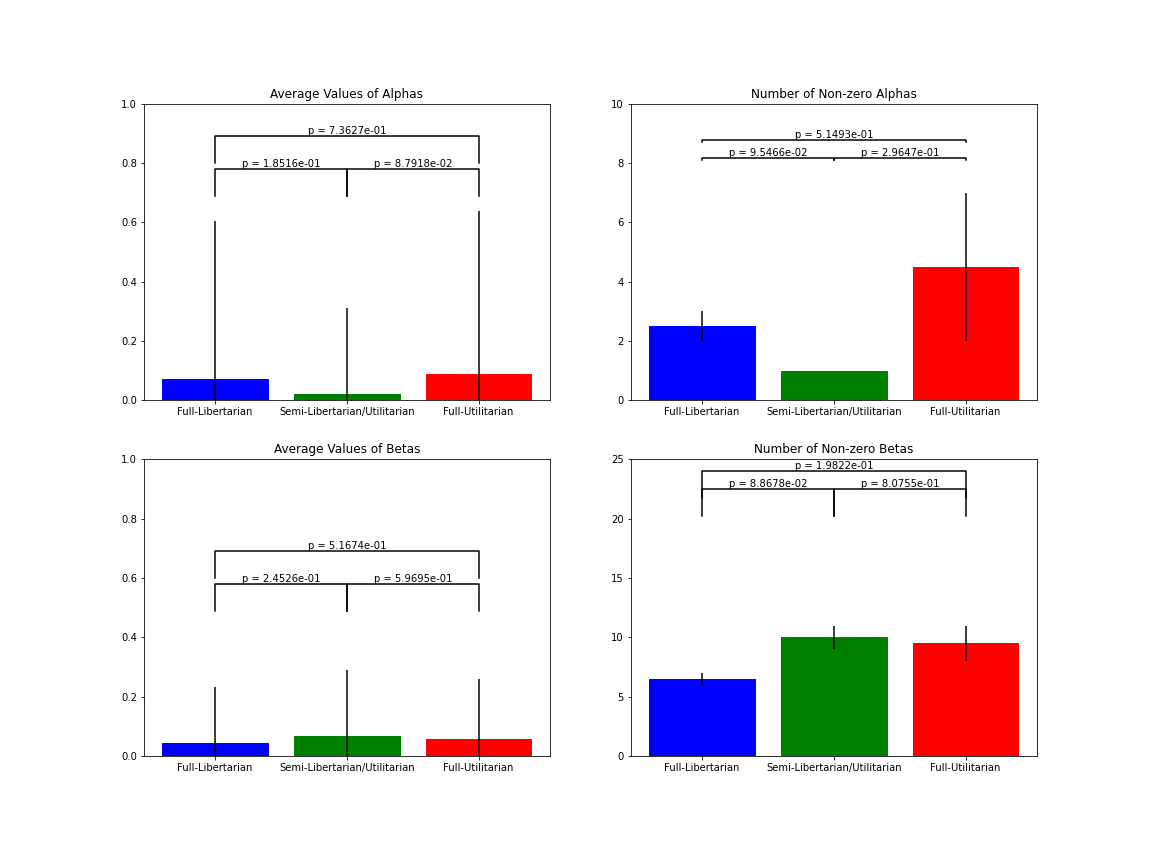 Average Values of Alphas
1.0
0.8
0.6
0.4
0.2
0.0
p = 7.3627e-01
p = 1.8516e-01 p = 8.7918e-02
Full-Libertarian Semi-Libertarian/Utilitarian Full-Utilitarian
Number of Non-zero Alphas
10
8
6
4
2
0
p = 5.1493e-01
p = 9.5466e-02 p = 2.9647e-01
Full-Libertarian Semi-Libertarian/Utilitarian Full-Utilitarian
Average Values of Betas
1.0
0.8
0.6
0.4
0.2
0.0
p = 5.1674e-01
p = 2.4526e-01 p = 5.9695e-01
Full-Libertarian Semi-Libertarian/Utilitarian Full-Utilitarian
Number of Non-zero Betas
25
20
15
10
5
0
p = 1.9822e-01
p = 8.8678e-02 p = 8.0755e-01
Full-Libertarian Semi-Libertarian/Utilitarian Full-Utilitarian